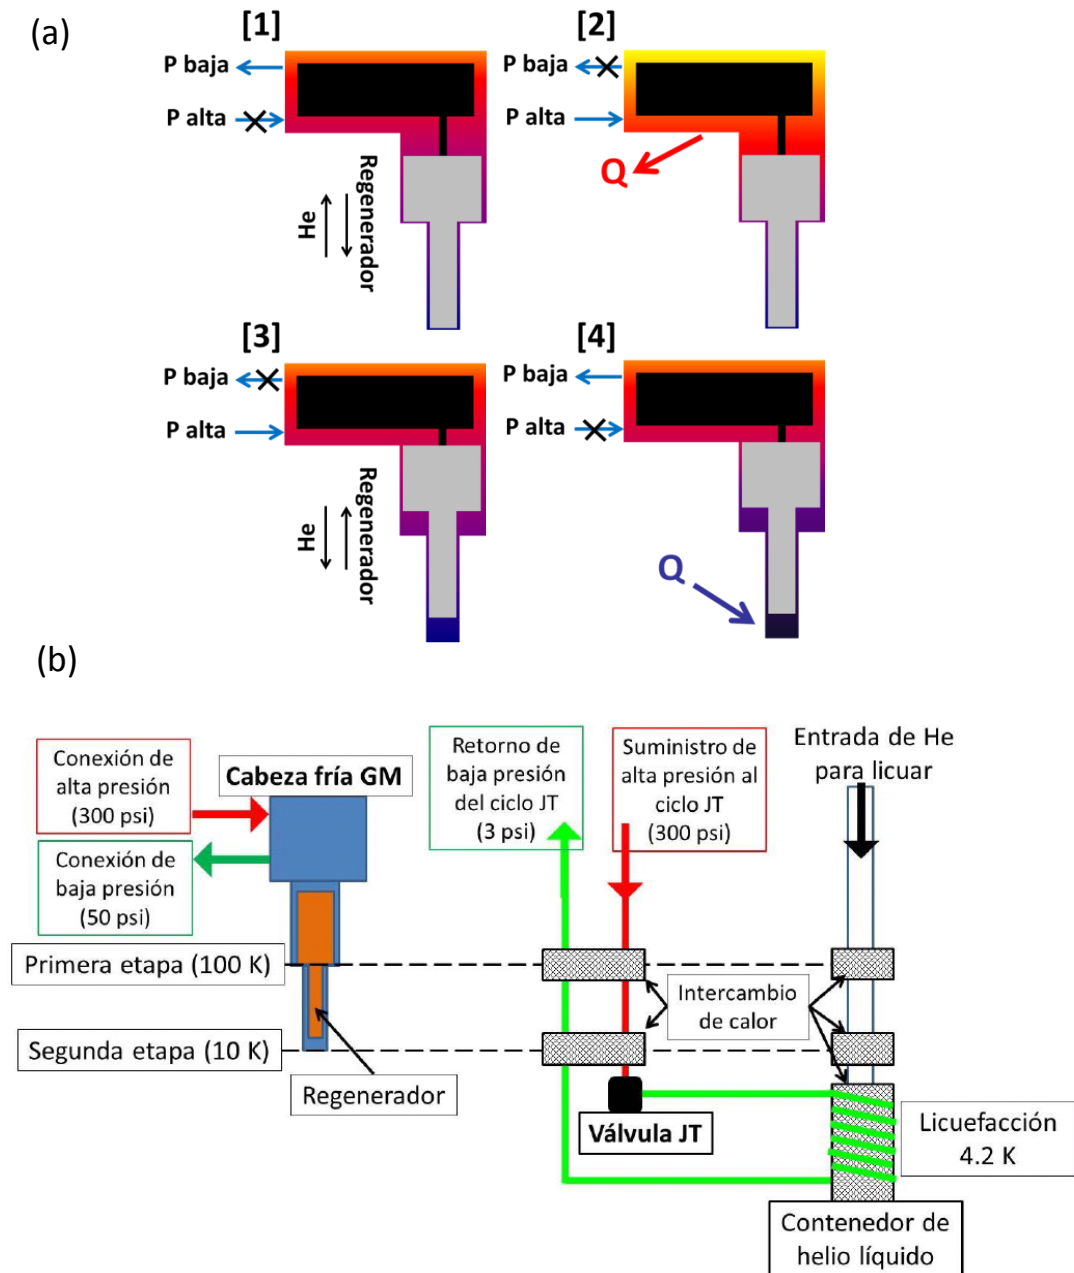 (a)
[1]
P baja
P alta
He
Regenerador
[2]
P baja
P alta
Q
[3]
P baja
P alta
He
Regenerador
[4]
P baja
P alta
Q
(b)
Conexión de
alta presión
(300 psi)
Cabeza fría GM
Conexión de
baja presión
(50 psi)
Retorno de
baja presión
del ciclo JT
(3 psi)
Suministro de
alta presión al
ciclo JT
(300 psi)
Entrada de He
para licuar
Primera etapa (100 K)
Segunda etapa (10 K)
Regenerador
Intercambio
de calor
Válvula JT
Licuefacción
4.2 K
Contenedor de
helio líquido